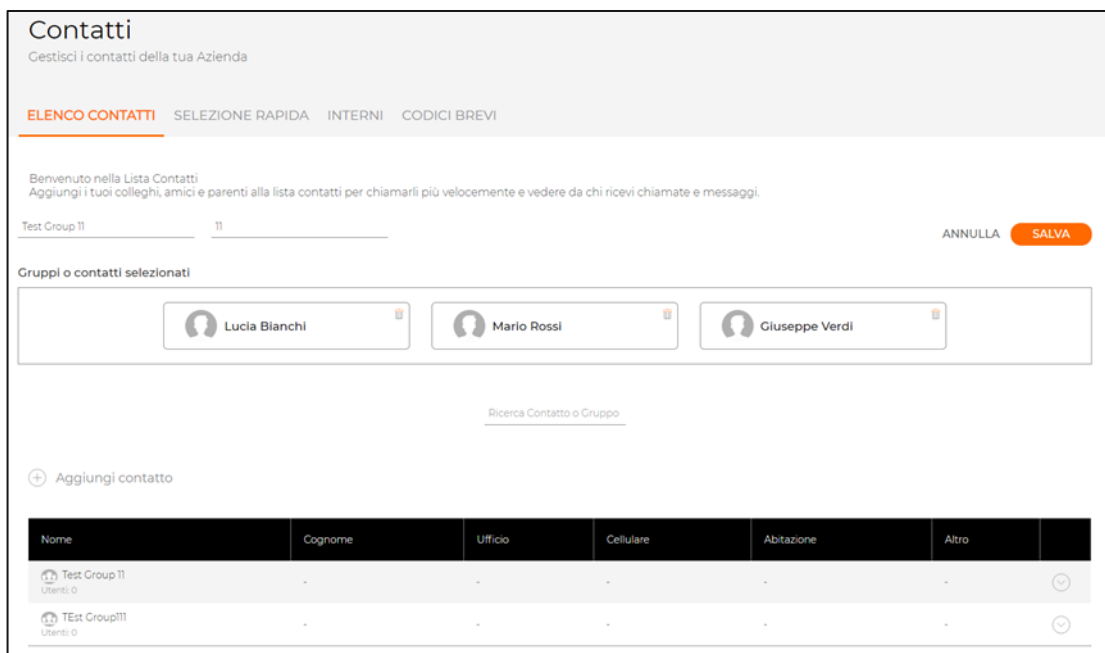 Contatti
Gestisci i contatti della tua Azienda
ELENCO CONTATTI SELEZIONE RAPIDA INTERNI CODICI BREVI
Benvenuto nella Lista Contatti
Aggiungi i tuoi colleghi, amici e parenti alla lista contatti per chiamarli più velocemente e vedere da chi ricevi chiamate e messaggi.
Test Group 11 11 ANNULLA SALVA
Gruppi o contatti selezionati
Lucia Bianchi Mario Rossi Giuseppe Verdi
Ricerca Contatto o Gruppo
Aggiungi contatto
Nome Cognome Ufficio Cellulare Abitazione Altro
Test Group 11 - - - - -
Utenti: 0
TEst Group111 - - - - -
Utenti: 0